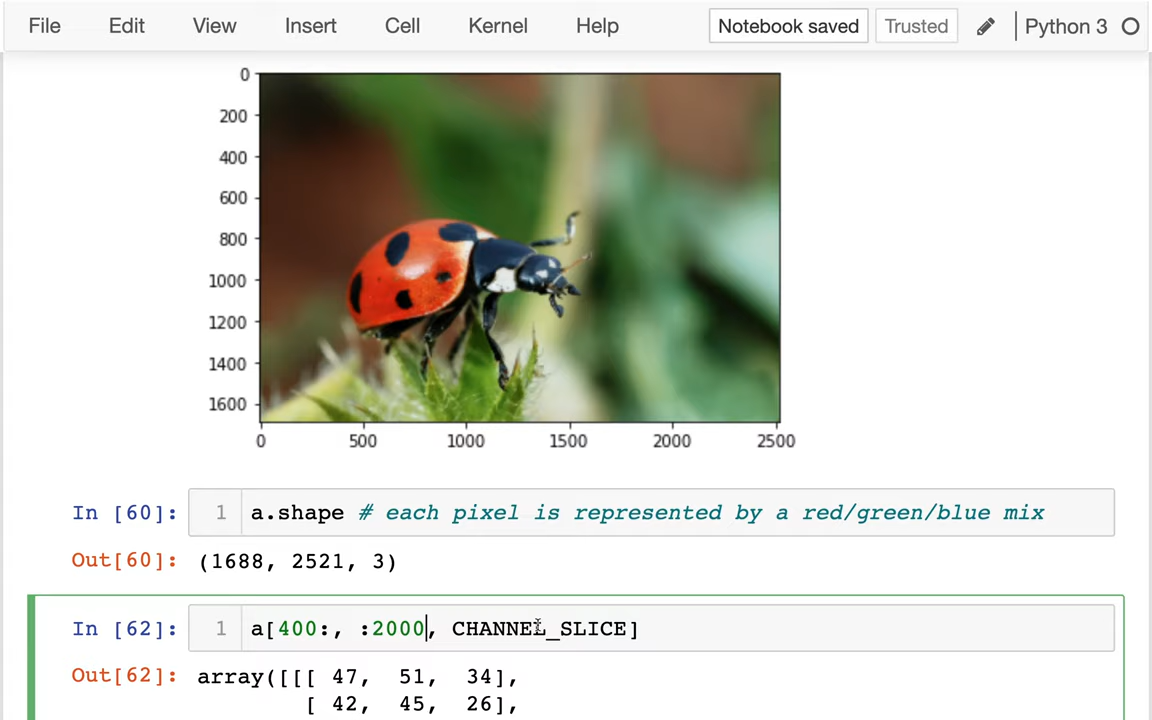 File Edit View Insert Cell Kernel Help Notebook saved Trusted Python 3
0
200
400
600
800
1000
1200
1400
1600
0 500 1000 1500 2000 2500
In [60]: 1 a.shape # each pixel is represented by a red/green/blue mix
Out[60]: (1688, 2521, 3)
In [62]: 1 a[400:, :2000, CHANNEL_SLICE]
Out[62]: array([[[ 47, 51, 34],
[ 42, 45, 26],